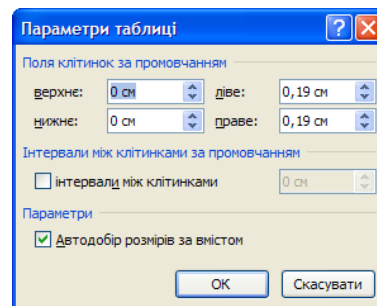 Параметри таблиці
Поля клітинок за промовчанням
верхнє: 0 см ліве: 0,19 см
нижнє: 0 см праве: 0,19 см
Інтервали між клітинками за промовчанням
інтервали між клітинками 0 см
Параметри
Автодобір розмірів за вмістом
ОК Скасувати